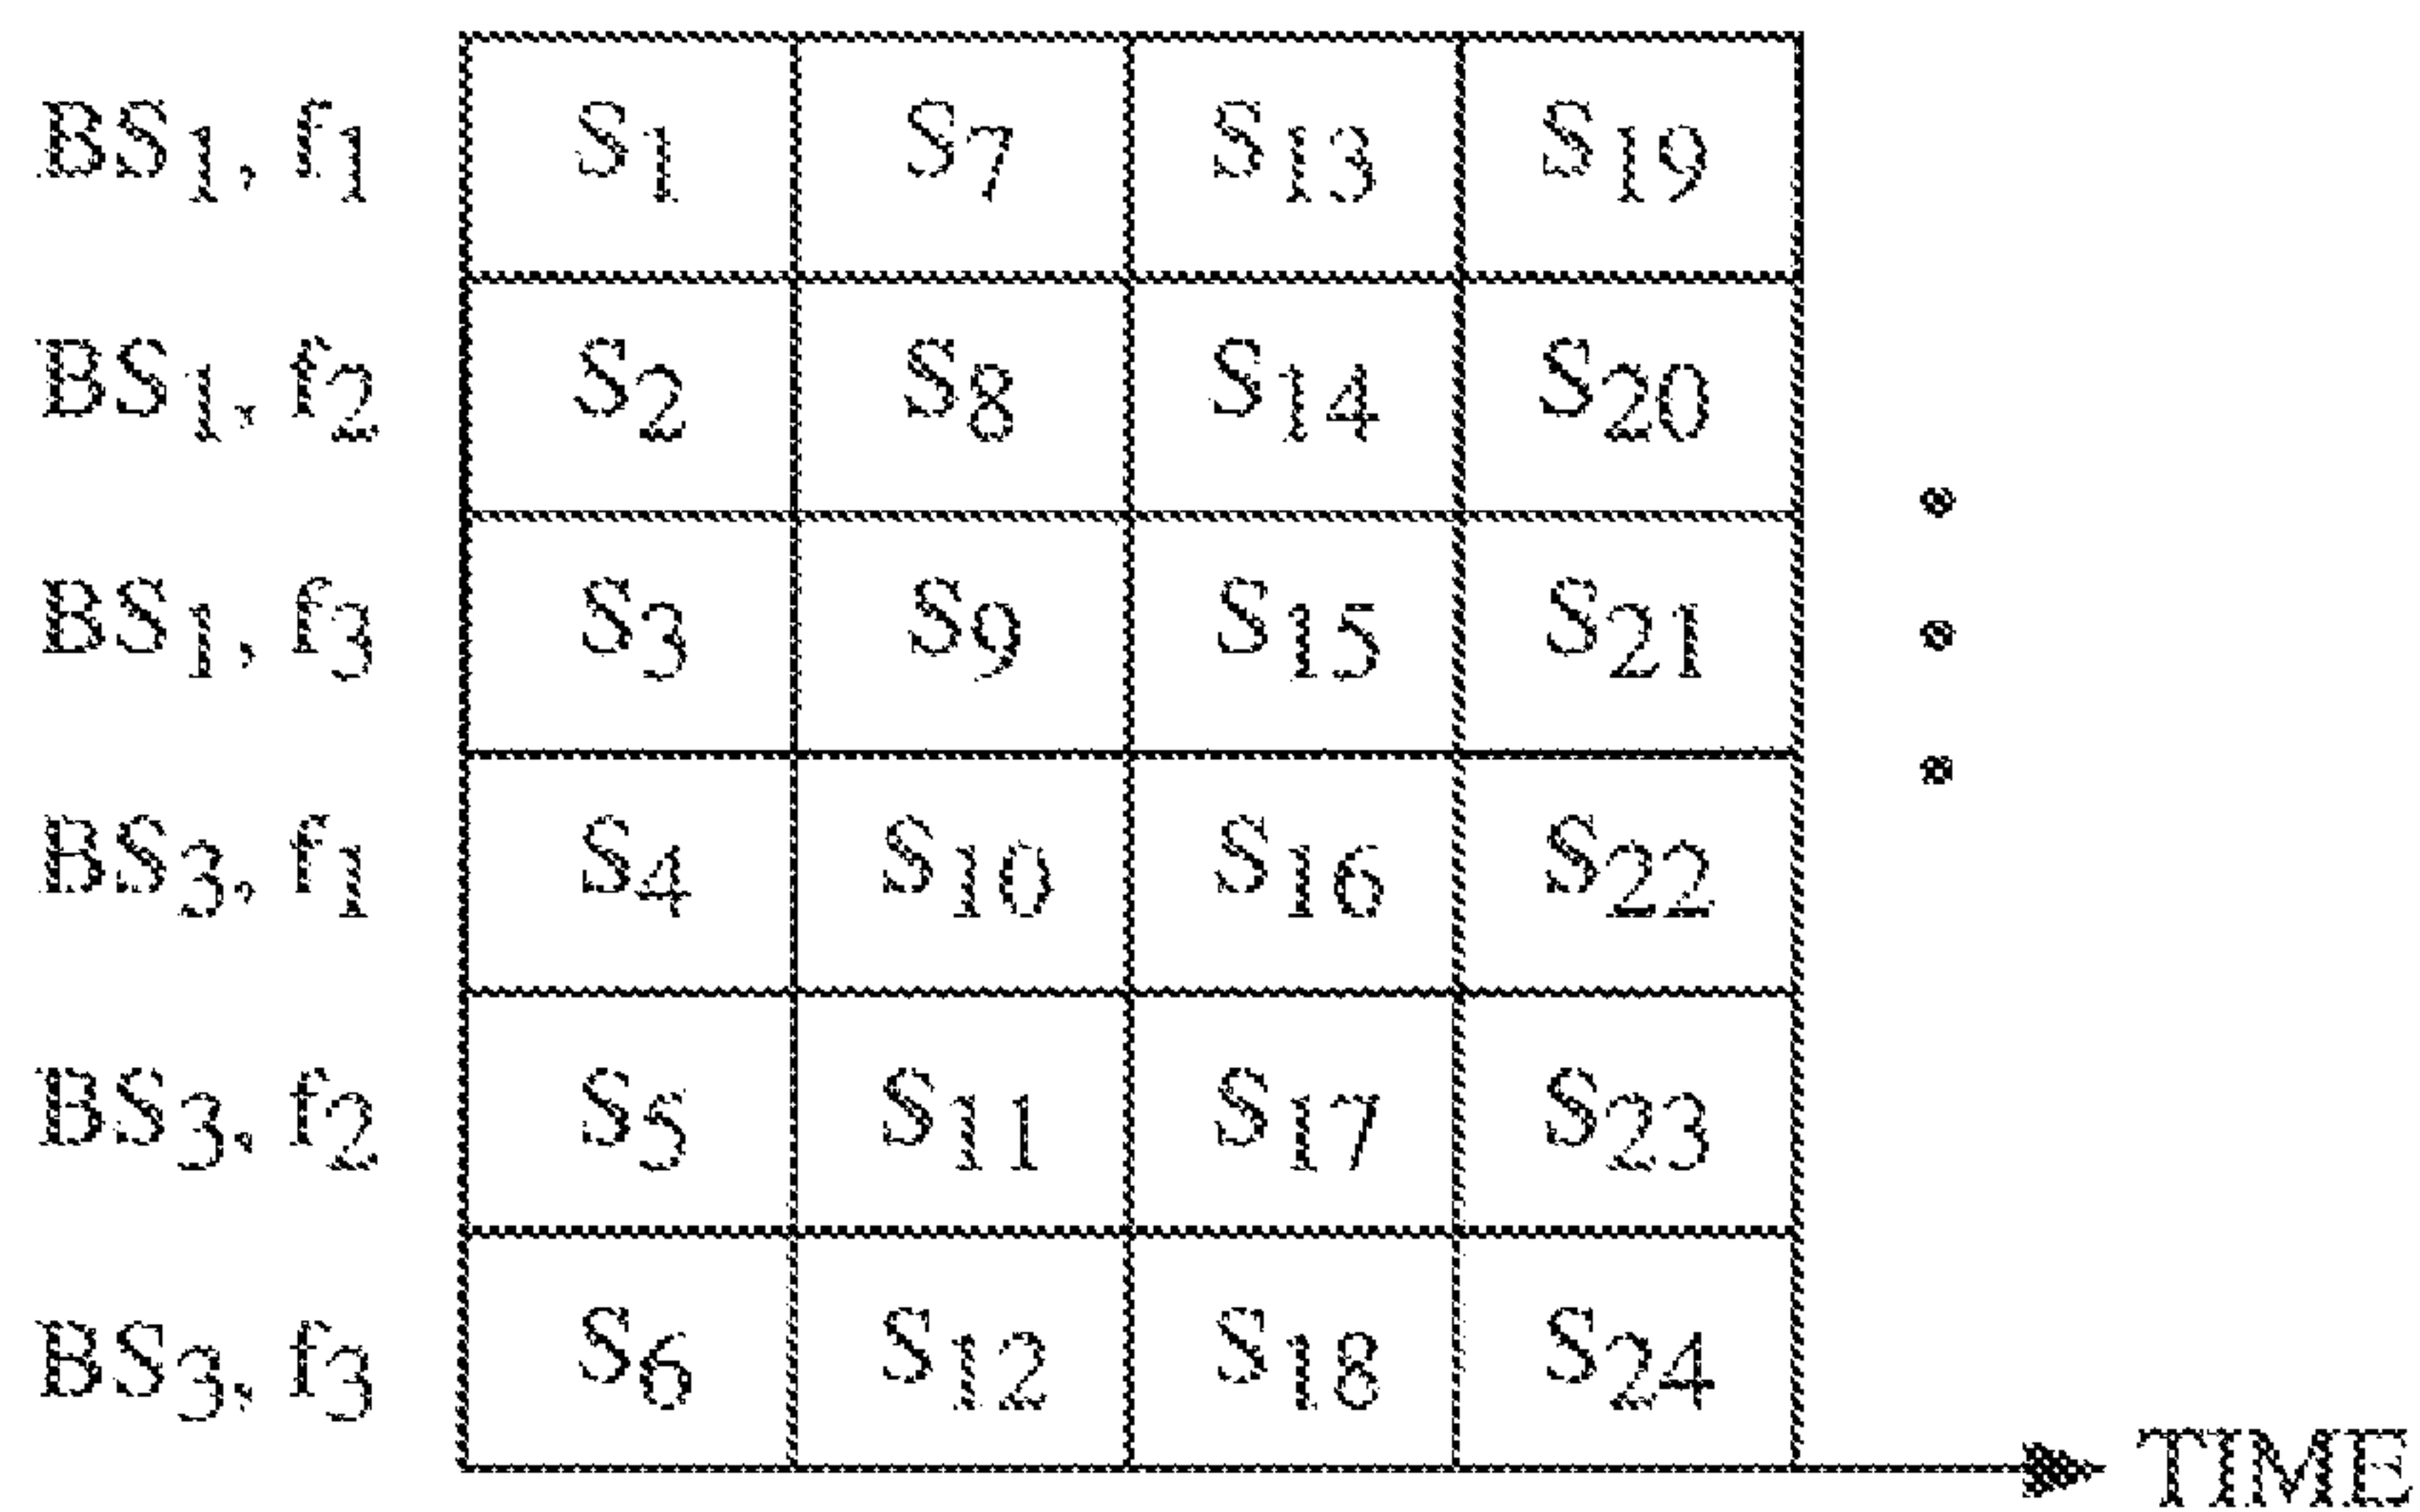 BS1, f1 S1 S7 S13 S19
BS1, f2 S2 S8 S14 S20
BS1, f3 S3 S9 S15 S21
BS3, f1 S4 S10 S16 S22
BS3, f2 S5 S11 S17 S23
BS3, f3 S6 S12 S18 S24
TIME